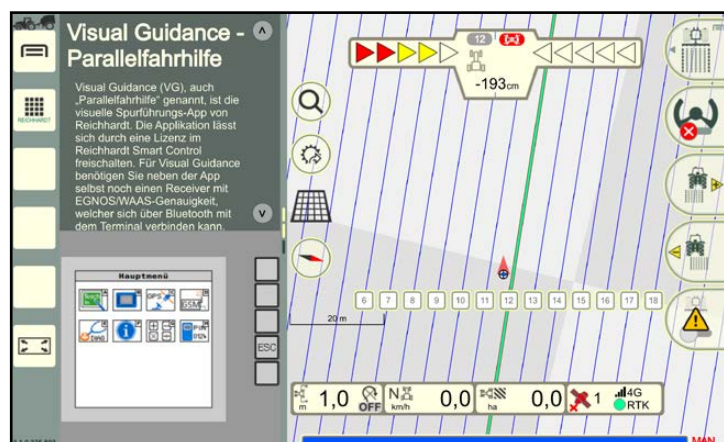 Visual Guidance -
Parallelfahrhilfe
Visual Guidance (VG), auch
„Parallelfahrhilfe" genannt, ist die
visuelle Spurführungs-App von
Reichhardt. Die Applikation lässt
sich durch eine Lizenz im
Reichhardt Smart Control
freischalten. Für Visual Guidance
benötigen Sie neben der App
selbst noch einen Receiver mit
EGNOS/WAAS-Genauigkeit,
welcher sich über Bluetooth mit
dem Terminal verbinden kann.
REICHHARDT
Hauptmenü
GPS
GSM
DIAG
ESC
12
-193cm
6 7 8 9 10 11 12 13 14 15 16 17 18
20 m
m 1,0 OFF
N km/h 0,0
ha 0,0
1 4G
RTK
MAN